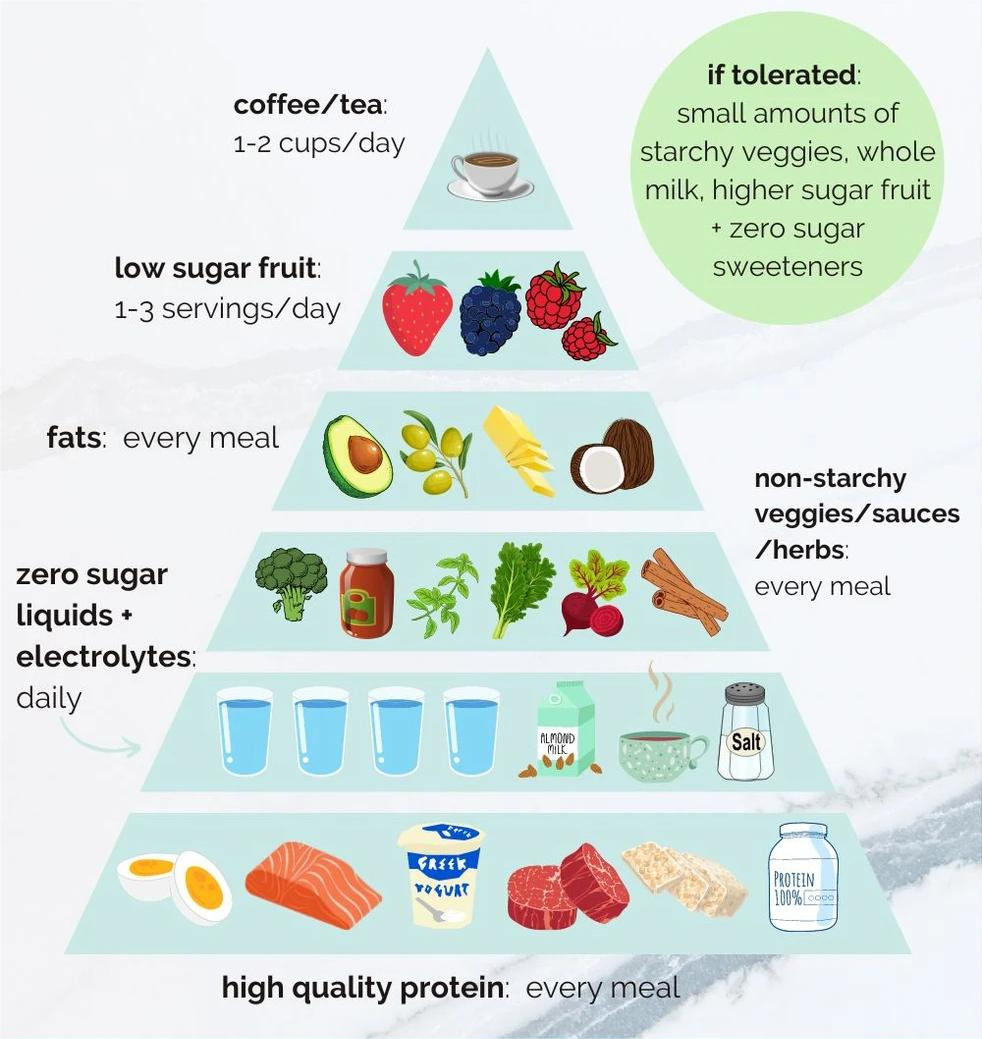 if tolerated:
small amounts of
starchy veggies, whole
milk, higher sugar fruit
+ zero sugar
sweeteners
coffee/tea:
1-2 cups/day
low sugar fruit:
1-3 servings/day
fats: every meal
non-starchy
veggies/sauces
/herbs:
every meal
zero sugar
liquids +
electrolytes:
daily
ALMOND
MILK
Salt
GREEK
YOGURT
PROTEIN
100%
high quality protein: every meal